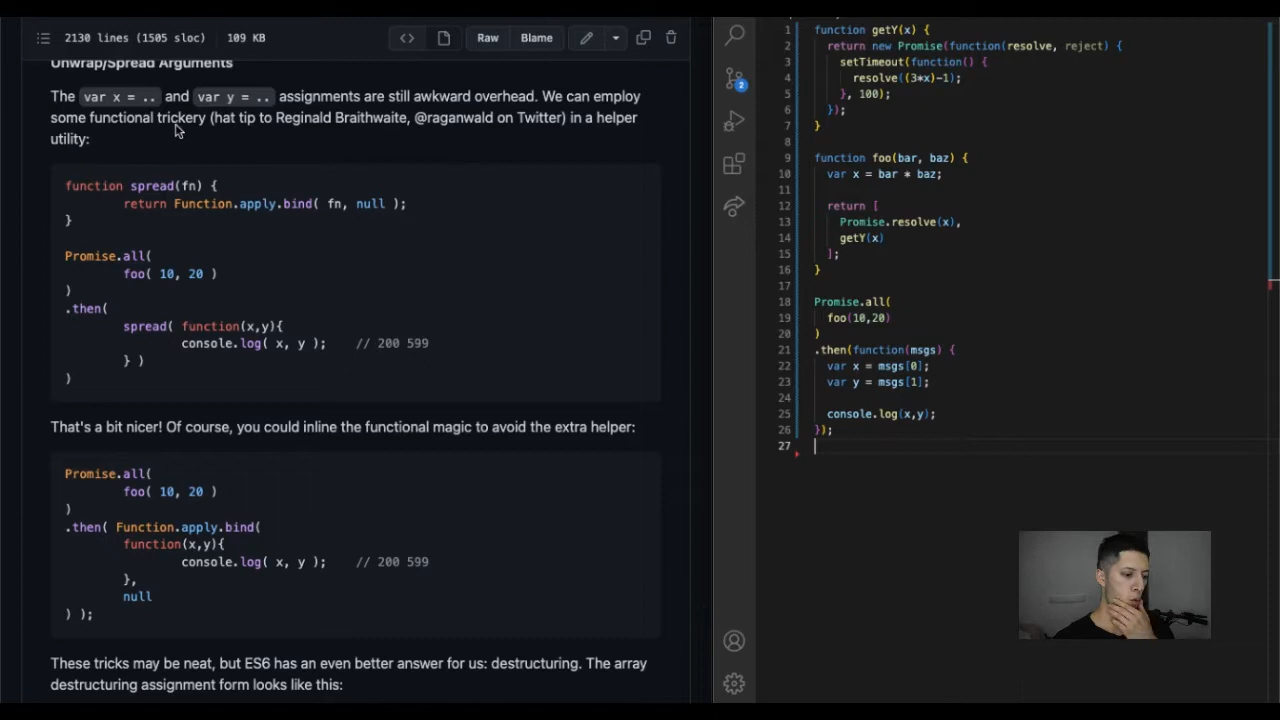 2130 lines (1505 sloc) 109 KB Raw Blame
Unwrap/Spread Arguments
The var x = .. and var y = .. assignments are still awkward overhead. We can employ
some functional trickery (hat tip to Reginald Braithwaite, @raganwald on Twitter) in a helper
utility:
function spread(fn) {
return Function.apply.bind( fn, null );
}
Promise.all(
foo( 10, 20 )
)
.then(
spread( function(x,y){
console.log( x, y ); // 200 599
} )
)
That's a bit nicer! Of course, you could inline the functional magic to avoid the extra helper:
Promise.all(
foo( 10, 20 )
)
.then( Function.apply.bind(
function(x,y){
console.log( x, y ); // 200 599
},
null
) );
These tricks may be neat, but ES6 has an even better answer for us: destructuring. The array
destructuring assignment form looks like this:
2
1 function getY(x) {
2 return new Promise(function(resolve, reject) {
3 setTimeout(function() {
4 resolve((3*x)-1);
5 }, 100);
6 });
7 }
8
9 function foo(bar, baz) {
10 var x = bar * baz;
11
12 return [
13 Promise.resolve(x),
14 getY(x)
15 ];
16 }
17
18 Promise.all(
19 foo(10,20)
20 )
21 .then(function(msgs) {
22 var x = msgs[0];
23 var y = msgs[1];
24
25 console.log(x,y);
26 });
27